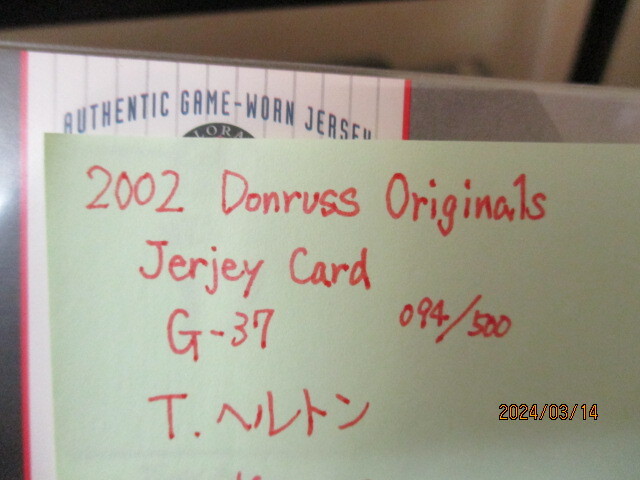 AUTHENTIC GAME-WORN JERSEY
LORA
2002 Donruss Originals
Jerjey Card
G-37 094/500
T. ヘルトン
2024/03/14